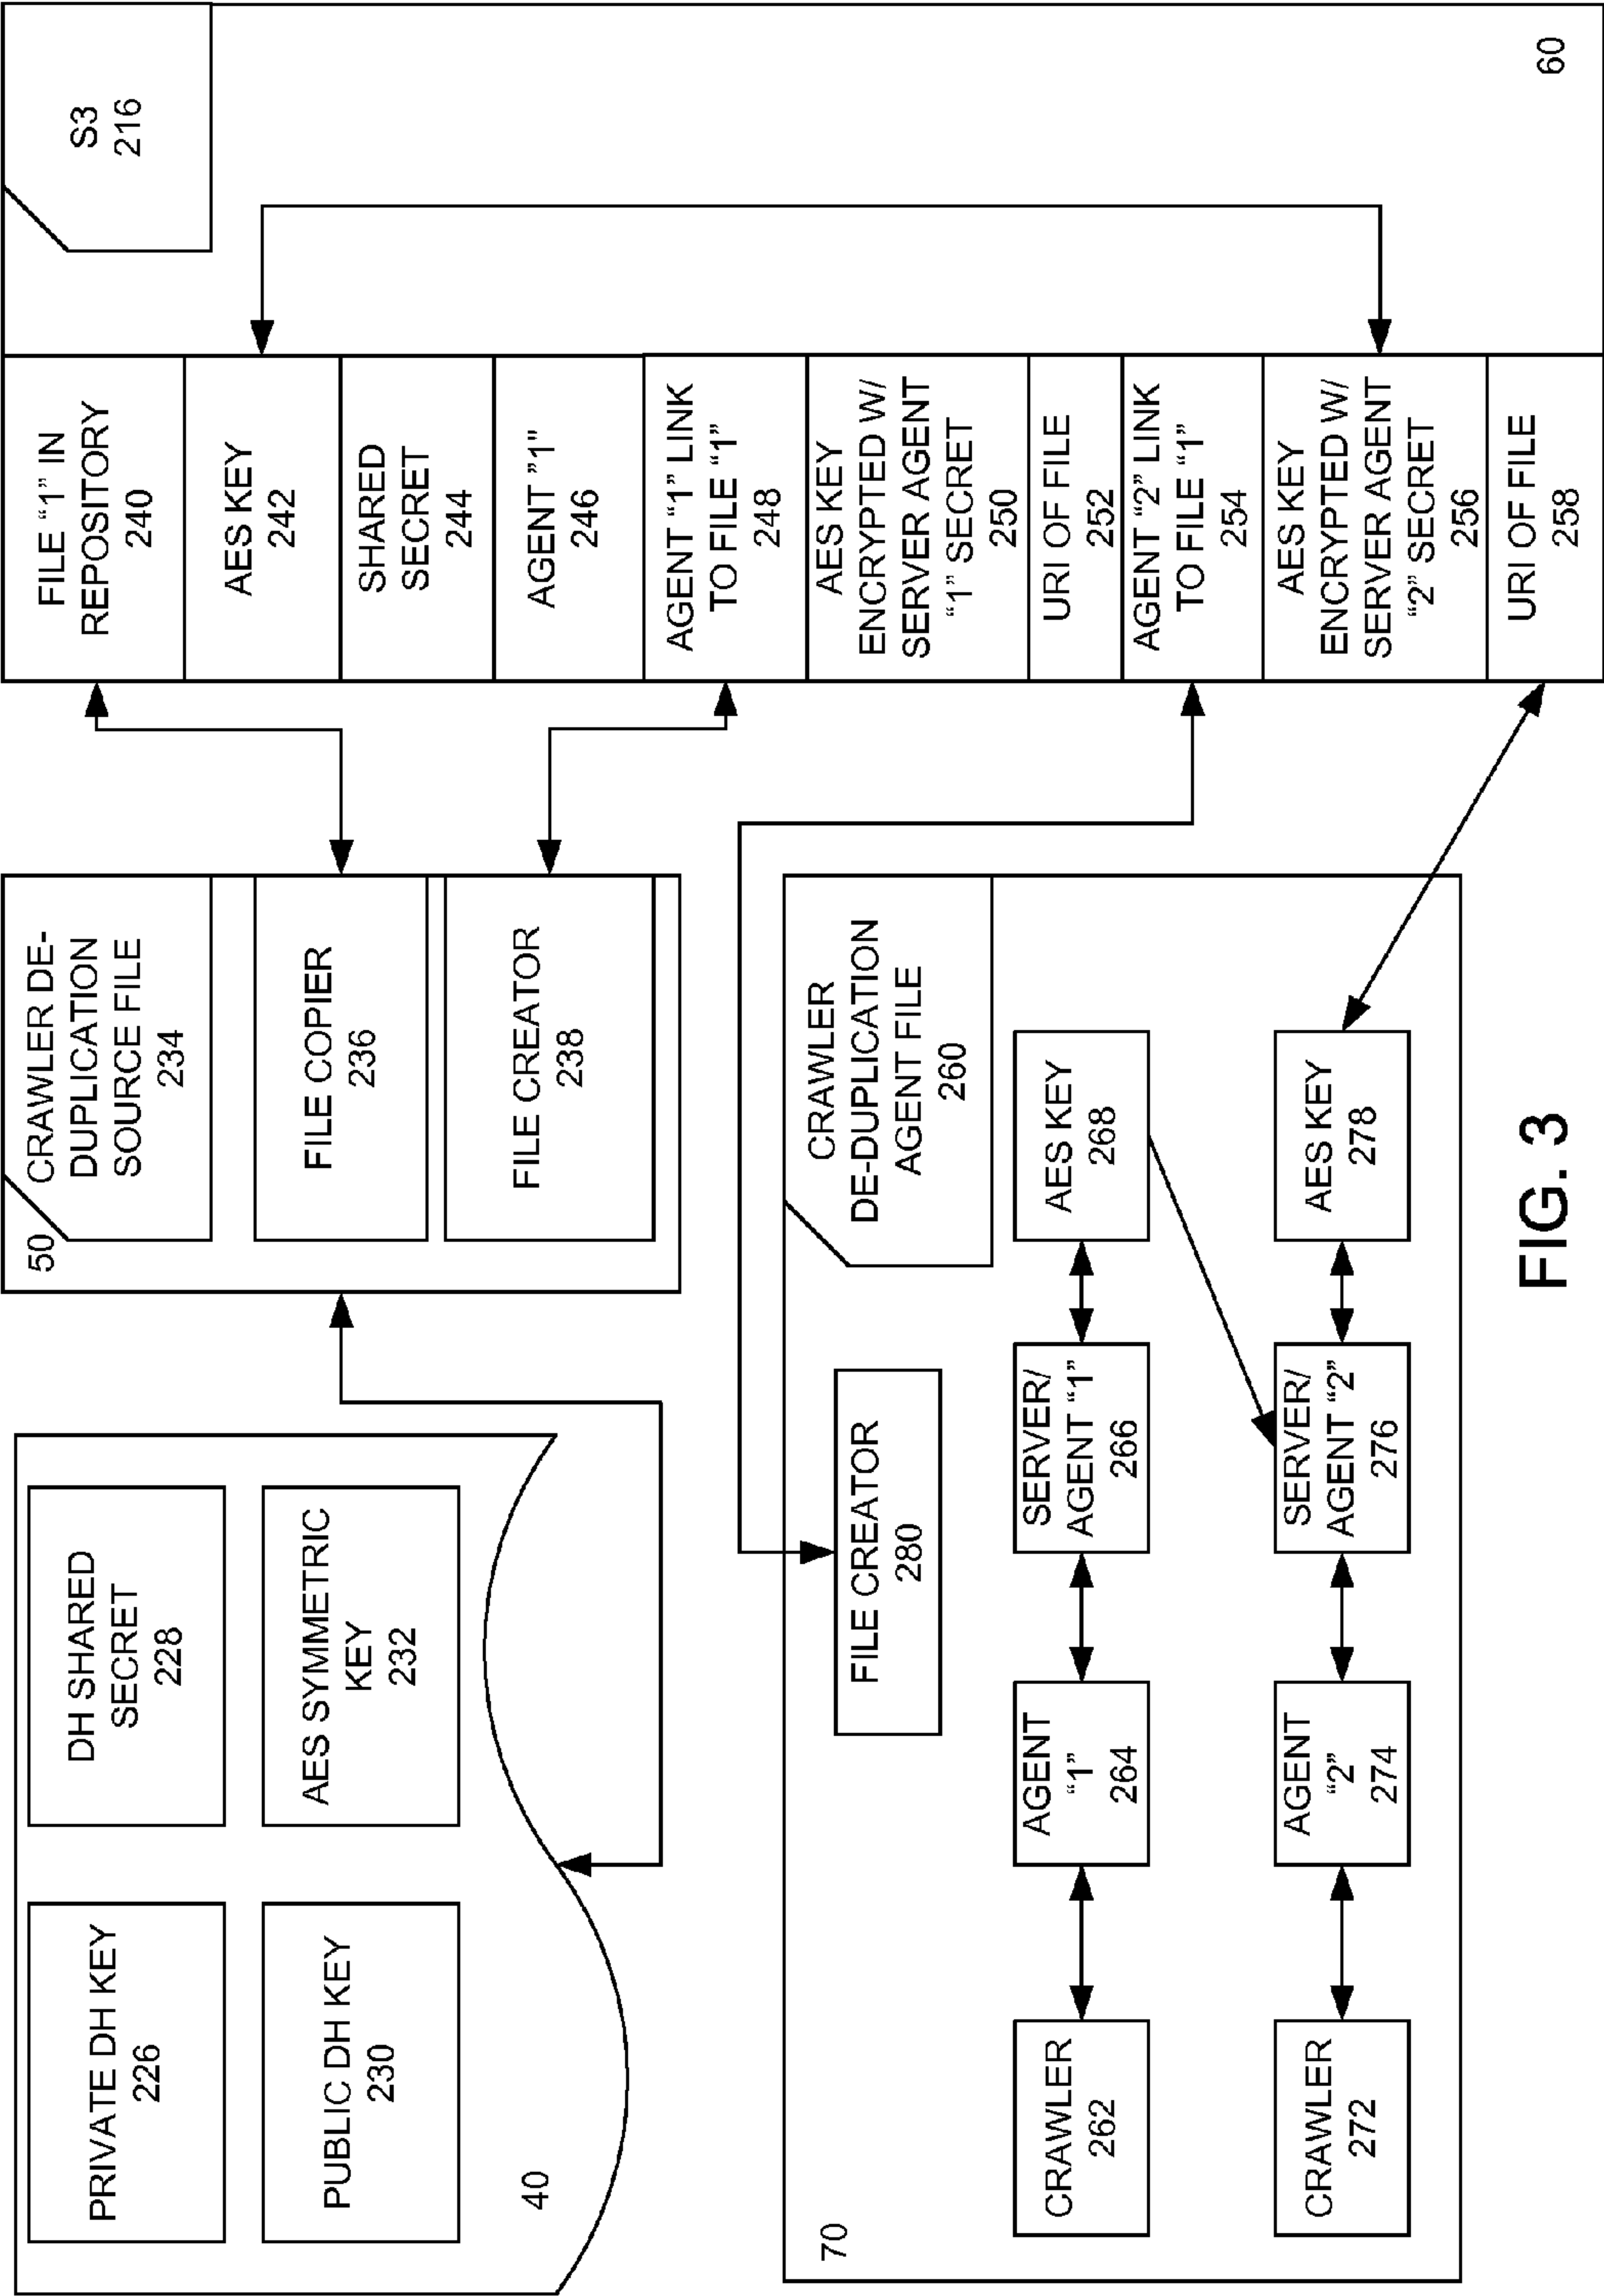 PRIVATE DH KEY
226
DH SHARED
SECRET
228
PUBLIC DH KEY
230
AES SYMMETRIC
KEY
232
40
50
CRAWLER DE-
DUPLICATION
SOURCE FILE
234
FILE COPIER
236
FILE CREATOR
238
S3
216
FILE “1” IN
REPOSITORY
240
AES KEY
242
SHARED
SECRET
244
AGENT "1"
246
AGENT “1” LINK
TO FILE “1”
248
AES KEY
ENCRYPTED W/
SERVER AGENT
“1” SECRET
250
URI OF FILE
252
AGENT “2” LINK
TO FILE “1”
254
AES KEY
ENCRYPTED W/
SERVER AGENT
“2” SECRET
256
URI OF FILE
258
60
70
FILE CREATOR
280
CRAWLER
DE-DUPLICATION
AGENT FILE
260
CRAWLER
262
AGENT
“1”
264
SERVER/
AGENT “1”
266
AES KEY
268
CRAWLER
272
AGENT
“2”
274
SERVER/
AGENT “2”
276
AES KEY
278
FIG. 3